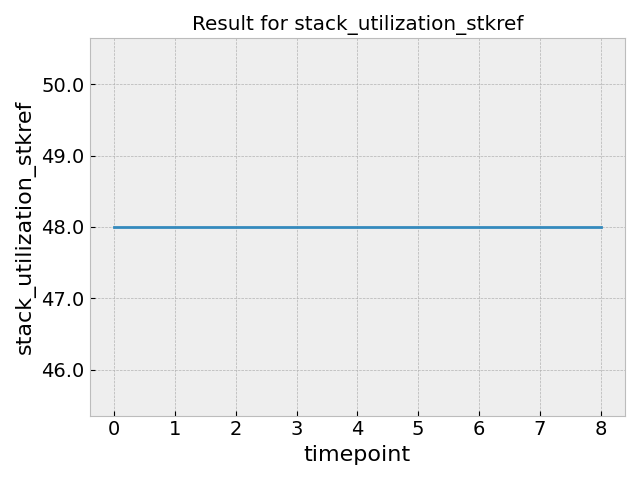 Result for stack_utilization_stkref
stack_utilization_stkref
50.0
49.0
48.0
47.0
46.0
0 1 2 3 4 5 6 7 8
timepoint